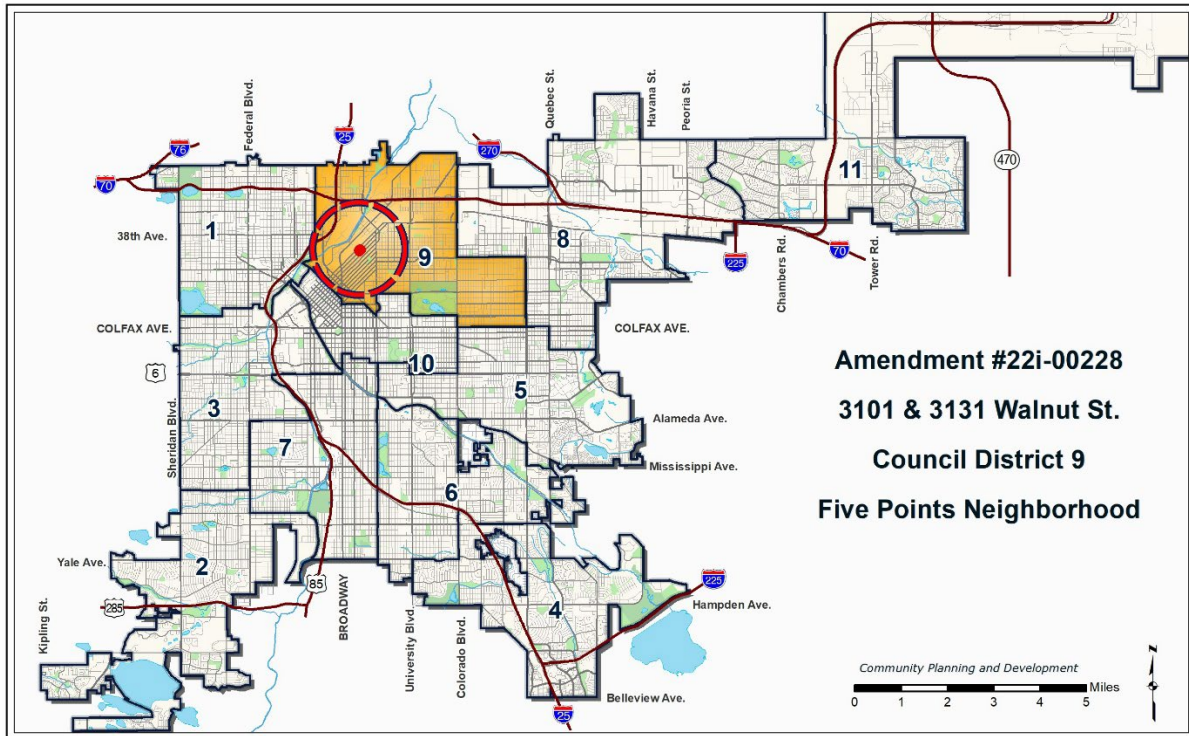 Federal Blvd.
25
Quebec St.
Havana St.
Peoria St.
76
270
70
470
11
1
38th Ave.
8
9
225
Chambers Rd.
70
Tower Rd.
COLFAX AVE.
COLFAX AVE.
6
10
5
3
Sheridan Blvd.
Alameda Ave.
7
Mississippi Ave.
6
Yale Ave.
2
85
BROADWAY
225
285
Kipling St.
University Blvd
Colorado Blvd.
4
Hampden Ave.
Belleview Ave.
25
Amendment #22i-00228
3101 & 3131 Walnut St.
Council District 9
Five Points Neighborhood
Community Planning and Development
0 1 2 3 4 5 Miles
N